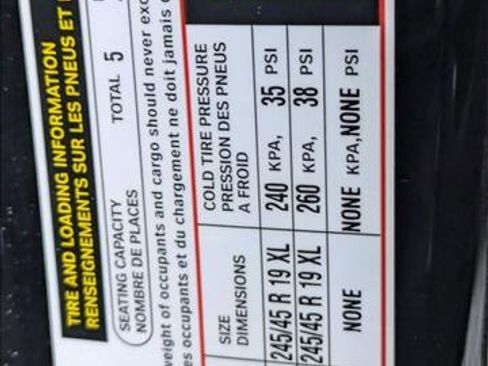 TIRE AND LOADING INFORMATION
RENSEIGNEMENTS SUR LES PNEUS ET
SEATING CAPACITY
NOMBRE DE PLACES
TOTAL 5
weight of occupants and cargo should never
occupants et du chargement ne doit jamais
SIZE
DIMENSIONS
COLD TIRE PRESSURE
PRESSION DES PNEUS
A FROID
245/45 R 19 XL 240 KPA, 35 PSI
245/45 R 19 XL 260 KPA, 38 PSI
NONE NONE KPA, NONE PSI